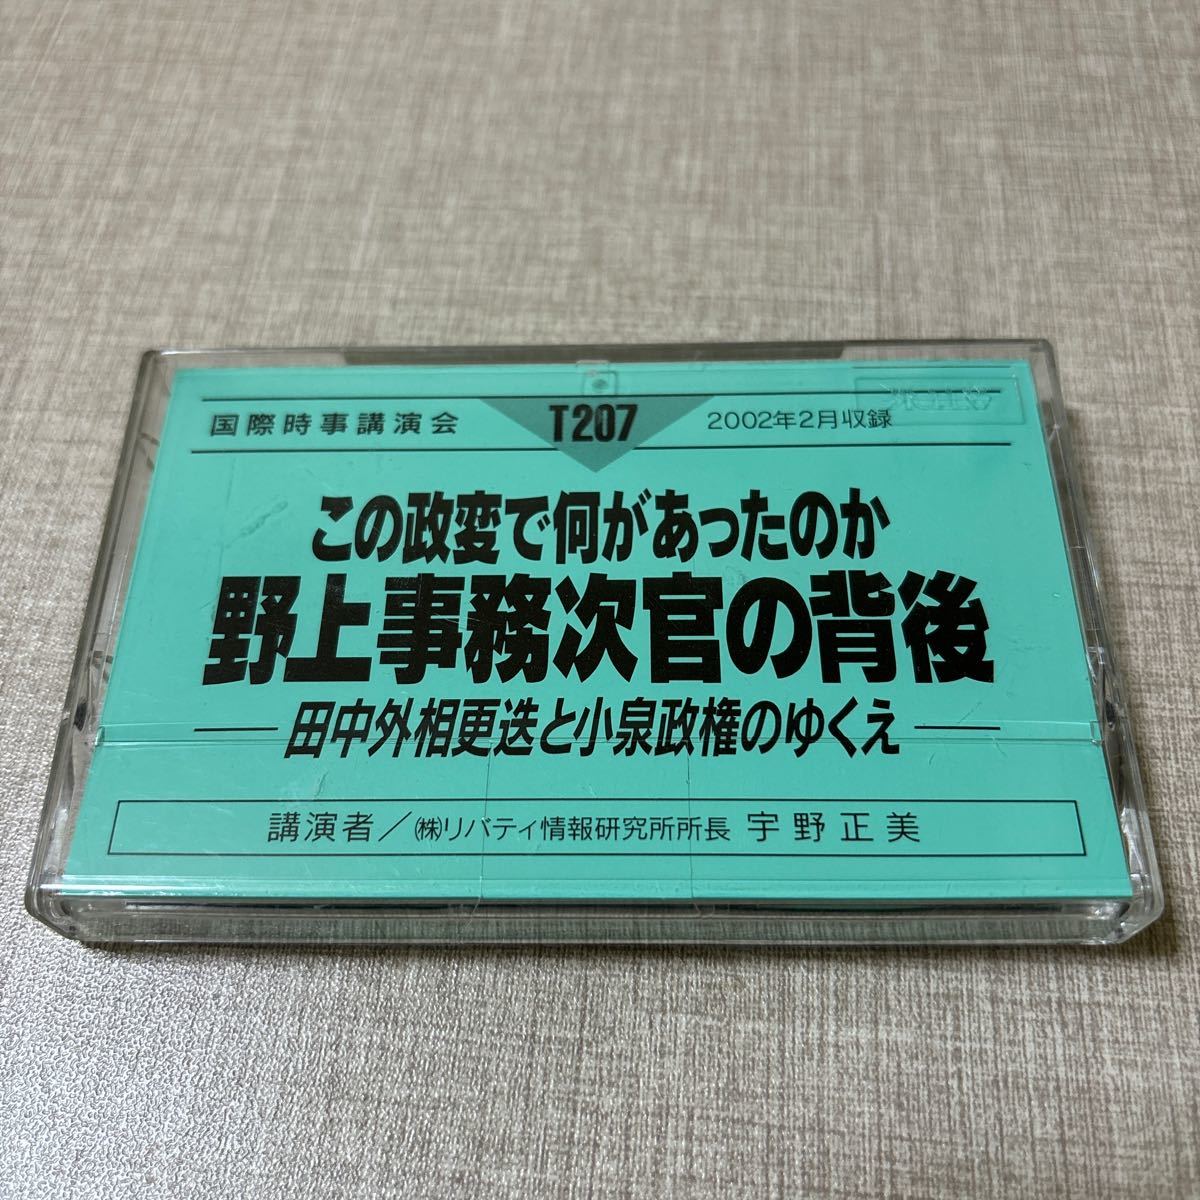 国際時事講演会 T207 2002年2月収録
この政変で何があったのか
野上事務次官の背後
田中外相更迭と小泉政権のゆくえ
講演者／㈱リバティ情報研究所所長 宇野正美